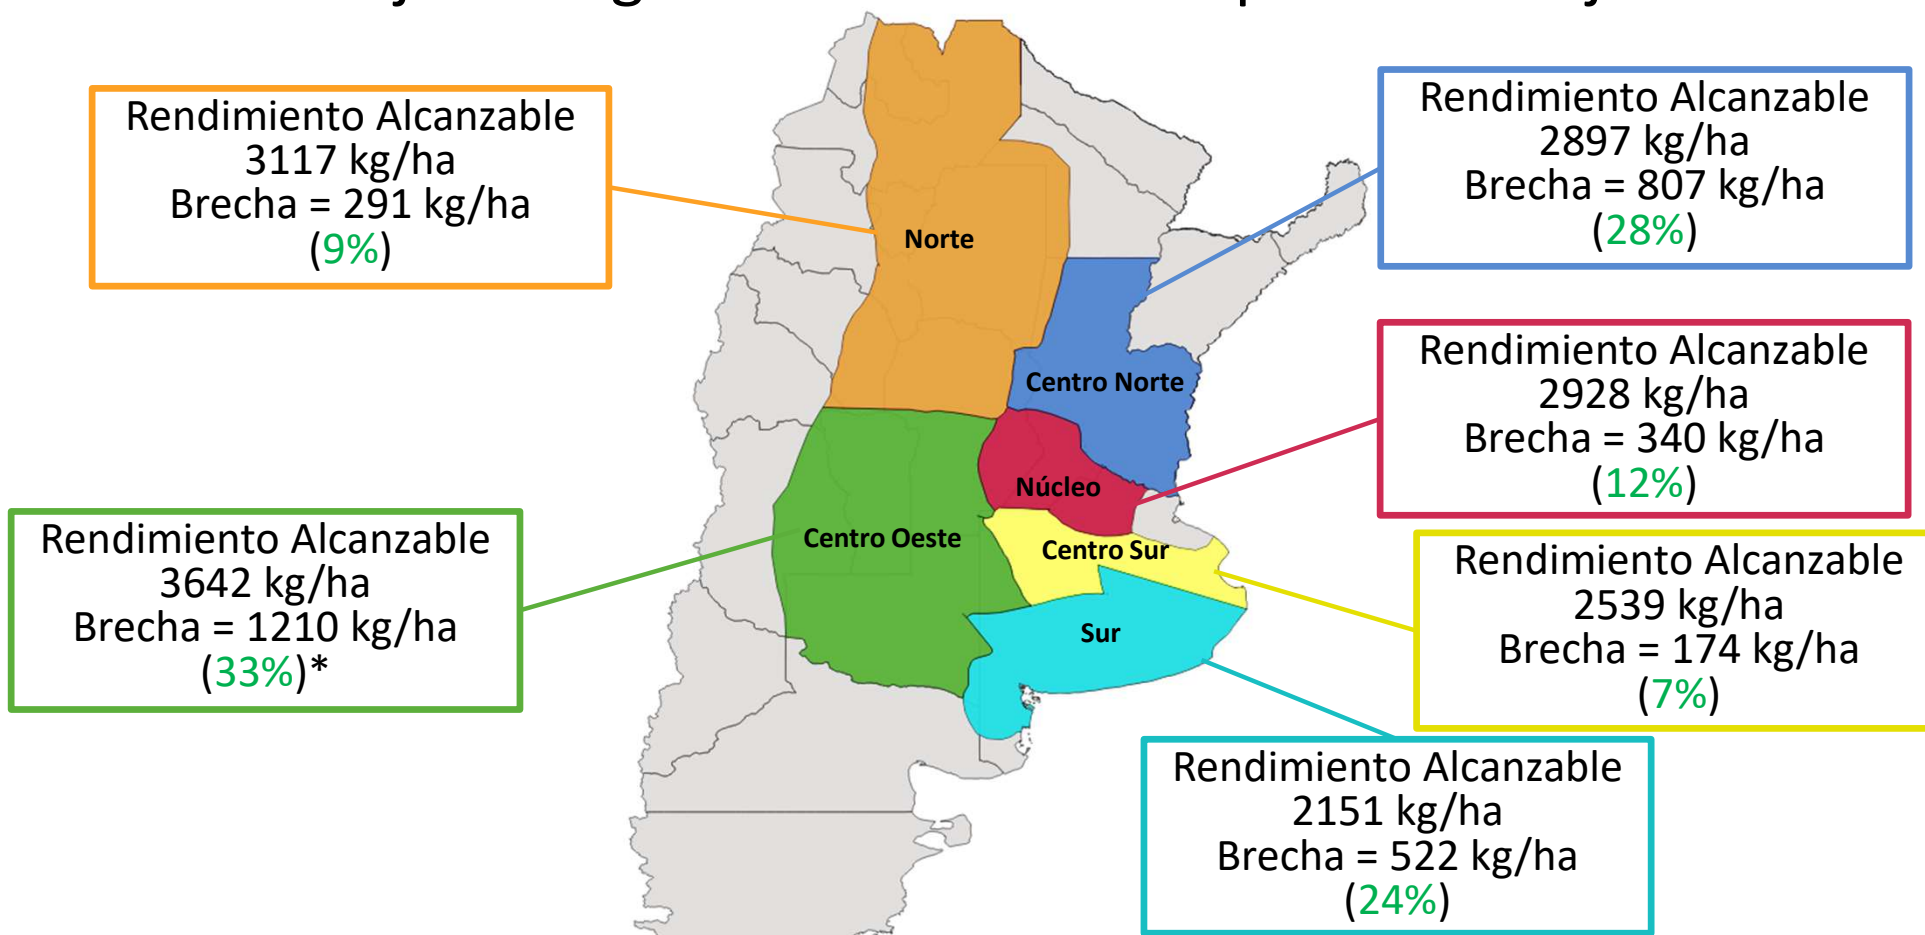 Rendimiento Alcanzable
3117 kg/ha
Brecha = 291 kg/ha
(9%)
Rendimiento Alcanzable
2897 kg/ha
Brecha = 807 kg/ha
(28%)
Norte
Rendimiento Alcanzable
2928 kg/ha
Brecha = 340 kg/ha
(12%)
Centro Norte
Núcleo
Rendimiento Alcanzable
3642 kg/ha
Brecha = 1210 kg/ha
(33%)*
Centro Oeste
Centro Sur
Rendimiento Alcanzable
2539 kg/ha
Brecha = 174 kg/ha
(7%)
Sur
Rendimiento Alcanzable
2151 kg/ha
Brecha = 522 kg/ha
(24%)